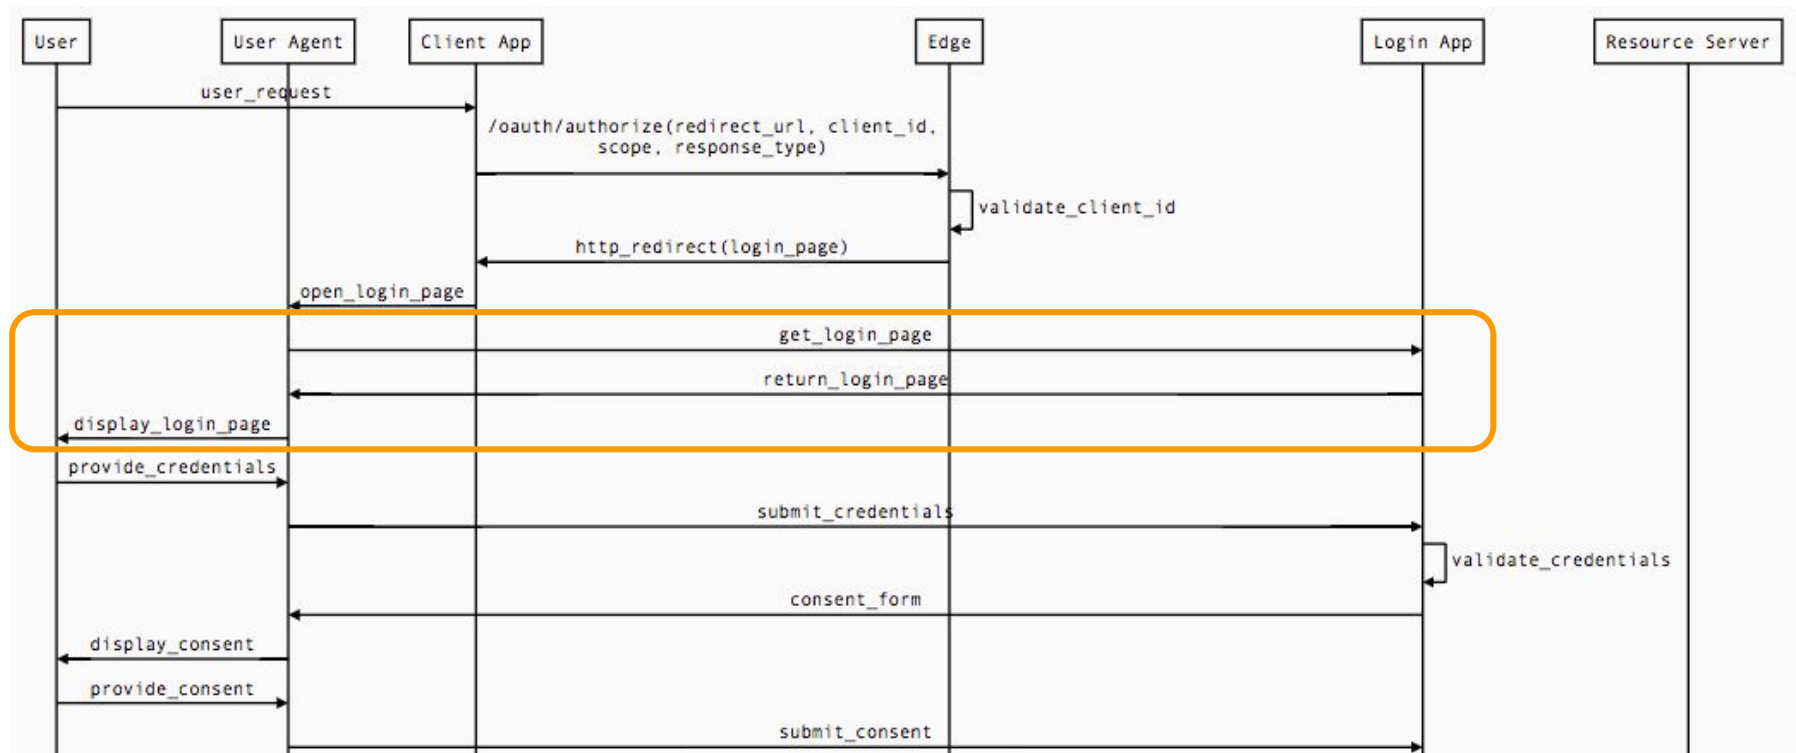 User
User Agent
Client App
Edge
Login App
Resource Server
user_request
/oauth/authorize(redirect_url, client_id,
scope, response_type)
validate_client_id
http_redirect(login_page)
open_login_page
get_login_page
return_login_page
display_login_page
provide_credentials
submit_credentials
validate_credentials
consent_form
display_consent
provide_consent
submit_consent